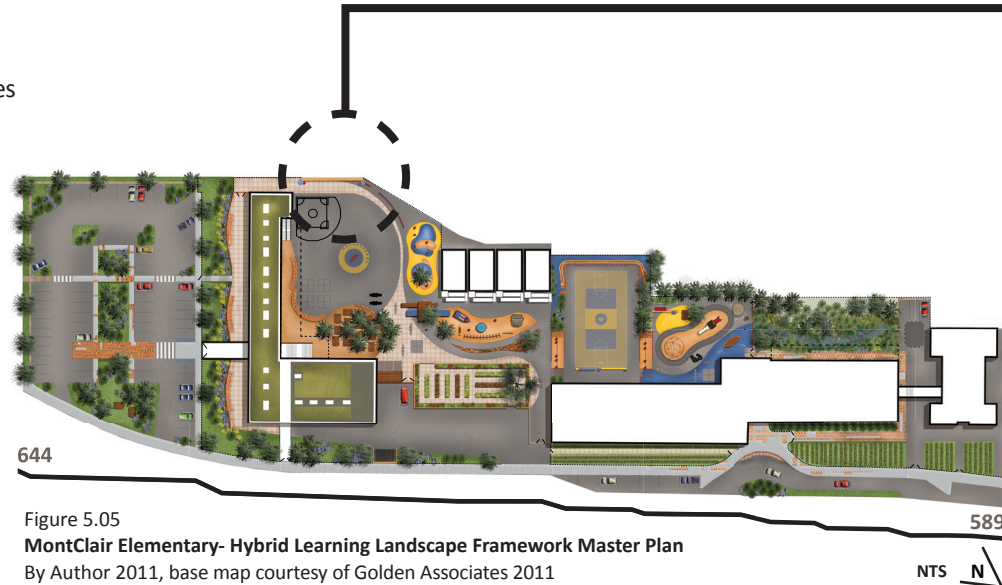 es
644
589
Figure 5.05
MontClair Elementary- Hybrid Learning Landscape Framework Master Plan
By Author 2011, base map courtesy of Golden Associates 2011
NTS N